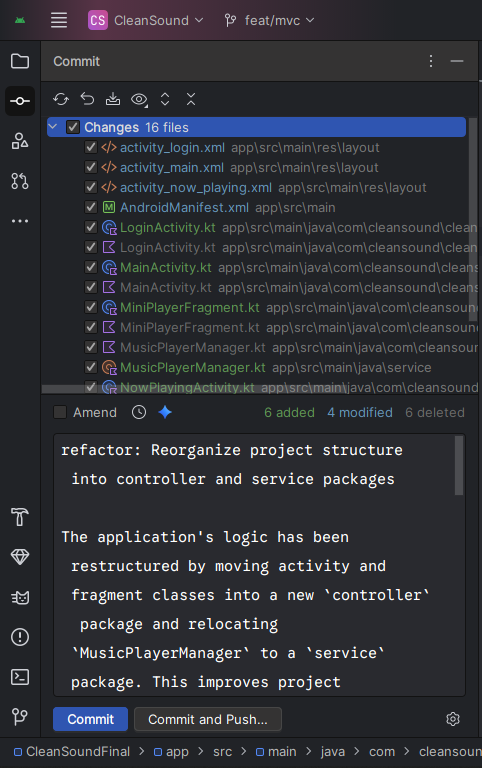 CS CleanSound feat/mvc
Commit
Changes 16 files
activity_login.xml app\src\main\res\layout
activity_main.xml app\src\main\res\layout
activity_now_playing.xml app\src\main\res\layout
M AndroidManifest.xml app\src\main
LoginActivity.kt app\src\main\java\com\cleansound\clean
LoginActivity.kt app\src\main\java\com\cleansound
MainActivity.kt app\src\main\java\com\cleansound\cleans
MainActivity.kt app\src\main\java\com\cleansound
MiniPlayerFragment.kt app\src\main\java\com\cleansound
MiniPlayerFragment.kt app\src\main\java\com\cleansound
MusicPlayerManager.kt app\src\main\java\com\cleansound
MusicPlayerManager.kt app\src\main\java\service
NowPlayingActivity.kt app\src\main\java\com\cleansound
Amend 6 added 4 modified 6 deleted
refactor: Reorganize project structure
into controller and service packages
The application's logic has been
restructured by moving activity and
fragment classes into a new `controller`
package and relocating
`MusicPlayerManager` to a `service`
package. This improves project
Commit Commit and Push...
CleanSoundFinal > app > src > main > java > com > cleansoun